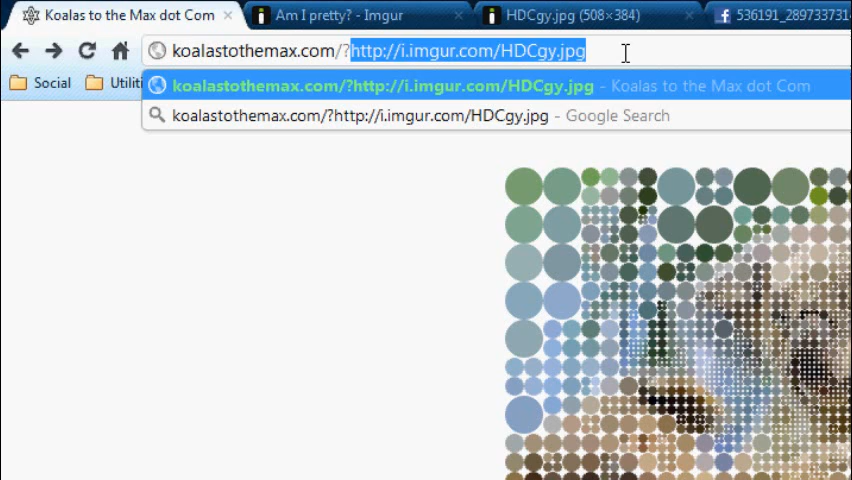 Koalas to the Max dot Com
Am I pretty? - Imgur
HDCgy.jpg (508×384)
536191_289733731
koalastothemax.com/?http://i.imgur.com/HDCgy.jpg
Social
Utiliti
koalastothemax.com/?http://i.imgur.com/HDCgy.jpg - Koalas to the Max dot Com
koalastothemax.com/?http://i.imgur.com/HDCgy.jpg - Google Search